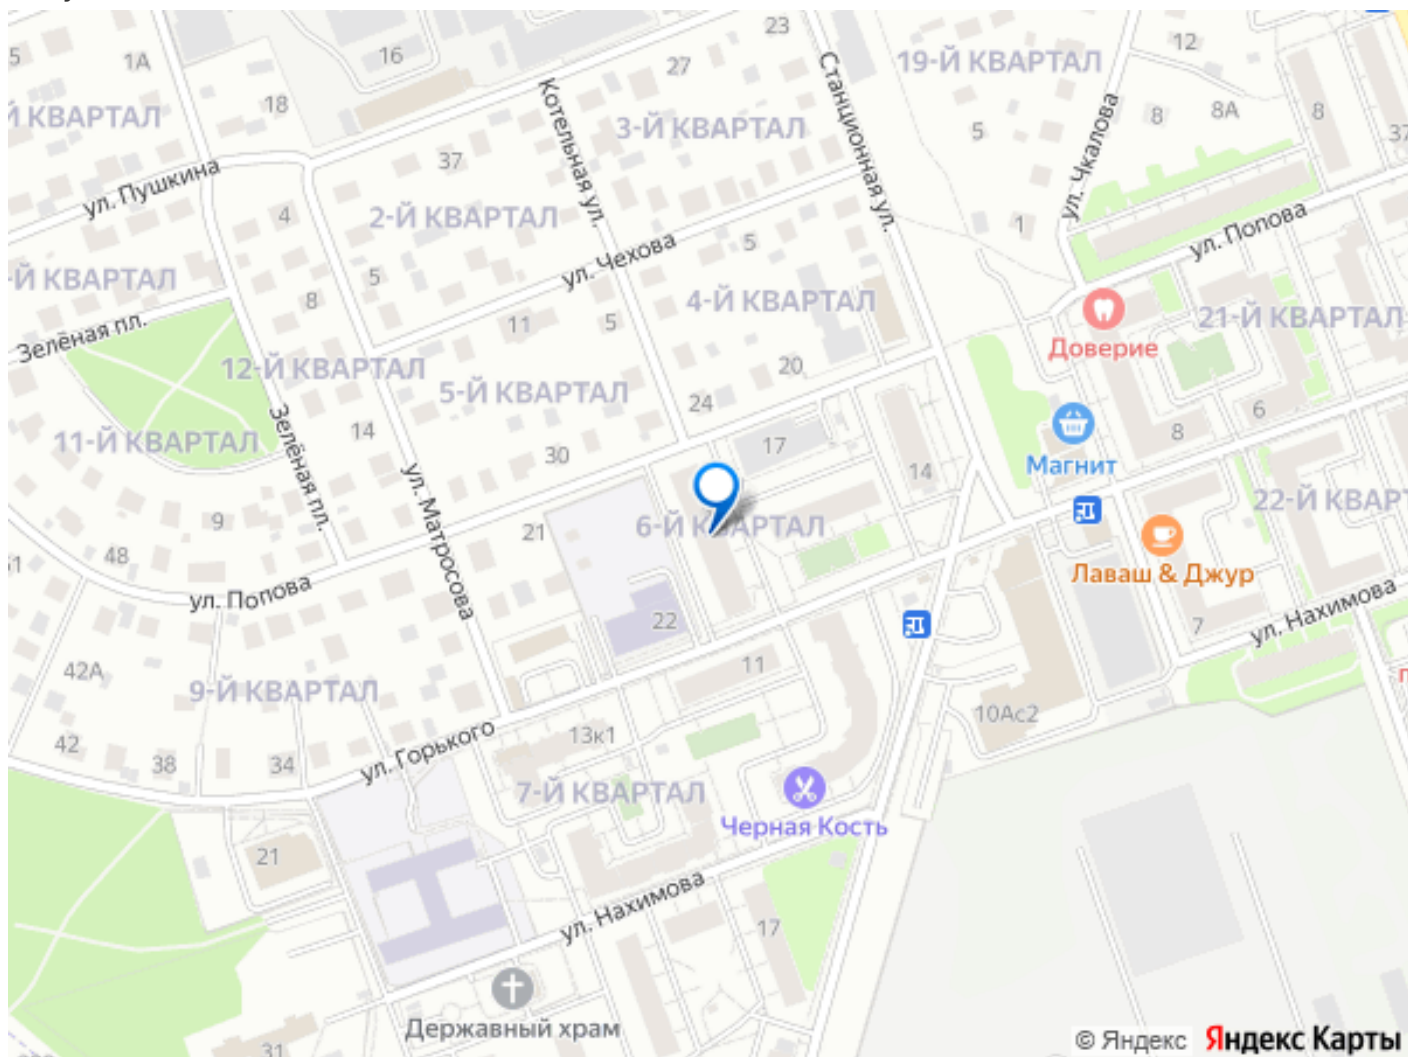 23
12
19-Й КВАРТАЛ
16
5
1А
27
8А
18
8
8
Й КВАРТАЛ
Котельная ул.
3-Й КВАРТАЛ
Станционная ул.
5
ул. Чкалова
37
37
ул. Пушкина
4
2-Й КВАРТАЛ
1
ул. Попова
5
ул. Чехова
5
-Й КВАРТАЛ
8
4-Й КВАРТАЛ
21-Й КВАРТАЛ
Зелёная пл.
11
5
Доверие
12-Й КВАРТАЛ
20
5-Й КВАРТАЛ
24
6
11-Й КВАРТАЛ
Зелёная пл.
14
30
17
8
14
Магнит
ул. Матросова
22-Й КВАРТ
9
21
6-Й КВАРТАЛ
48
Лаваш & Джур
ул. Попова
22
7
ул. Нахимова
42А
9-Й КВАРТАЛ
11
10Ас2
42
38
34
ул. Горького
13к1
7-Й КВАРТАЛ
Черная Кость
21
ул. Нахимова
17
Державный храм
31
© Яндекс Яндекс Карты